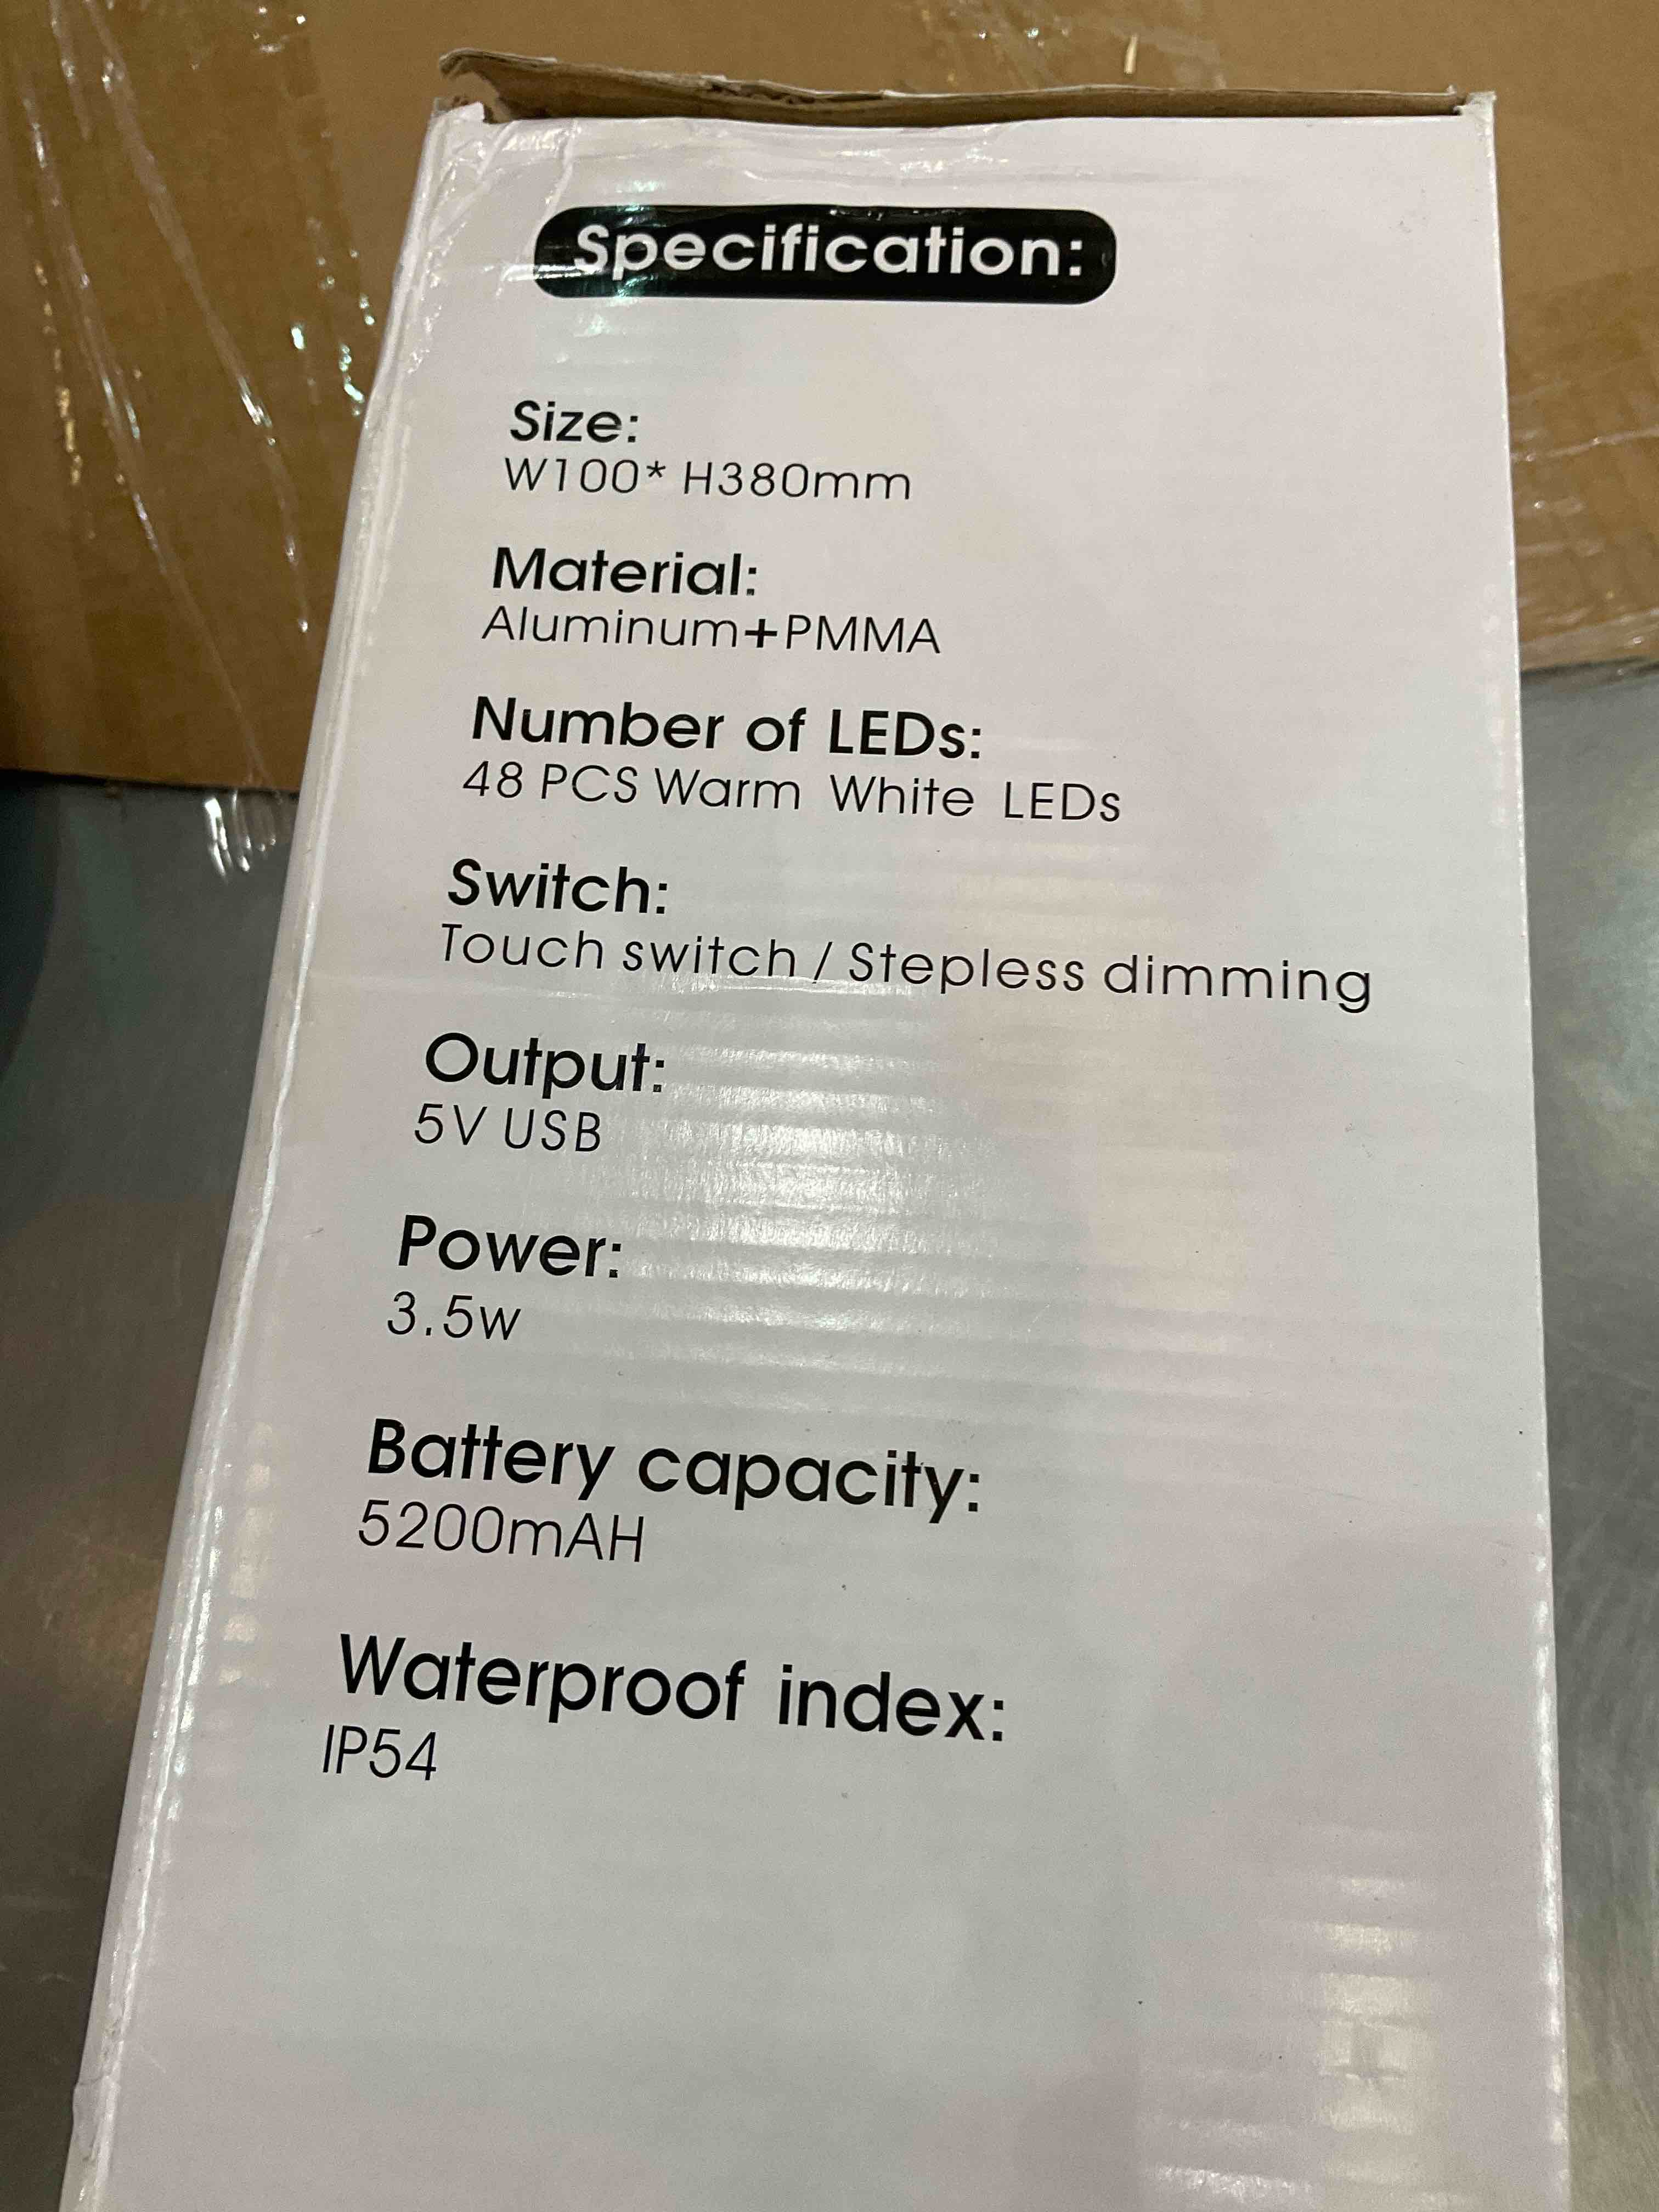 Specification:
Size:
W100* H380mm
Material:
Aluminum+PMMA
Number of LEDs:
48 PCS Warm White LEDs
Switch:
Touch switch / Stepless dimming
Output:
5V USB
Power:
3.5w
Battery capacity:
5200mAH
Waterproof index:
IP54